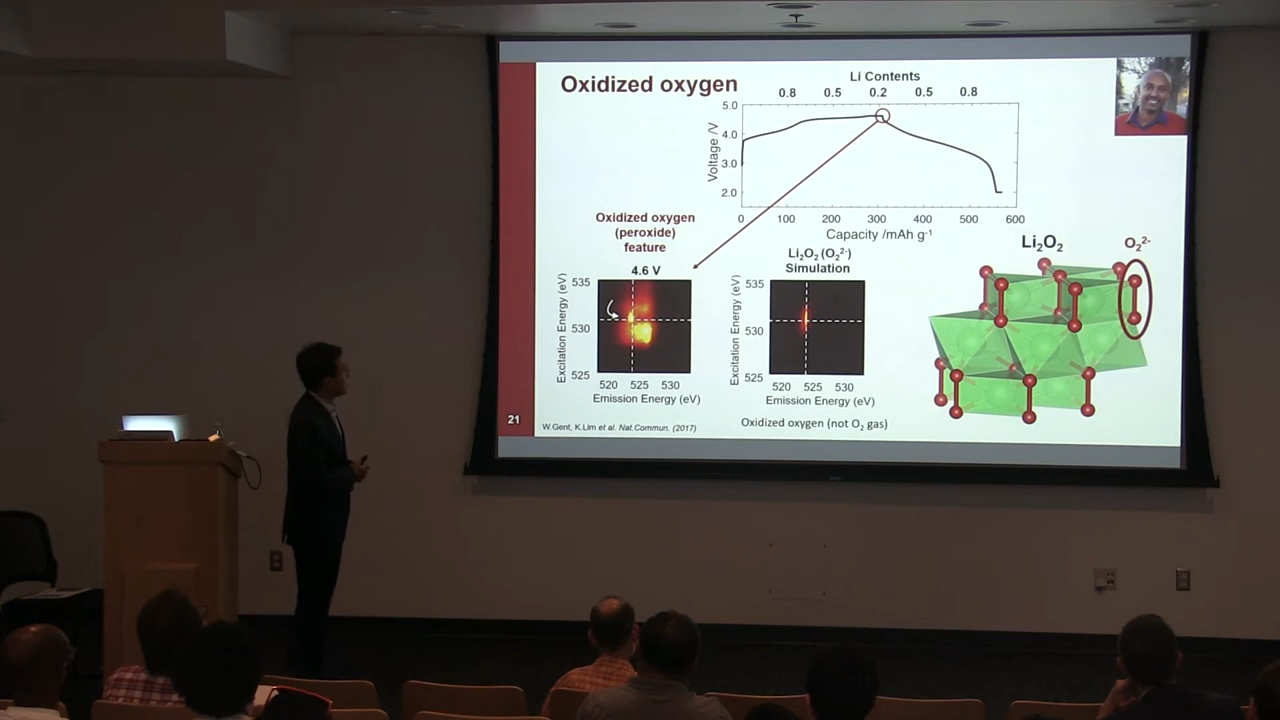 Oxidized oxygen
Li Contents
0.8 0.5 0.2 0.5 0.8
5.0
4.0
3.0
2.0
Voltage /V
0 100 200 300 400 500 600
Capacity /mAh g⁻¹
Oxidized oxygen
(peroxide)
feature
4.6 V
535
530
525
Excitation Energy (eV)
520 525 530
Emission Energy (eV)
Li₂O₂ (O₂²⁻)
Simulation
535
530
525
Excitation Energy (eV)
520 525 530
Emission Energy (eV)
Li₂O₂
O₂²⁻
21
W.Gent, K.Lim et al. Nat.Commun. (2017)
Oxidized oxygen (not O₂ gas)